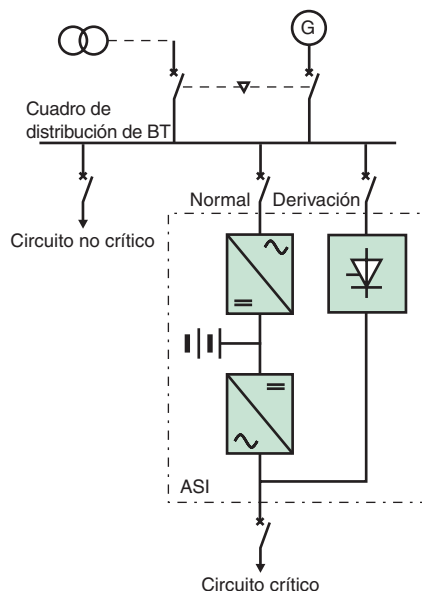 G
Cuadro de
distribución de BT
Normal Derivación
Circuito no crítico
ASI
Circuito crítico